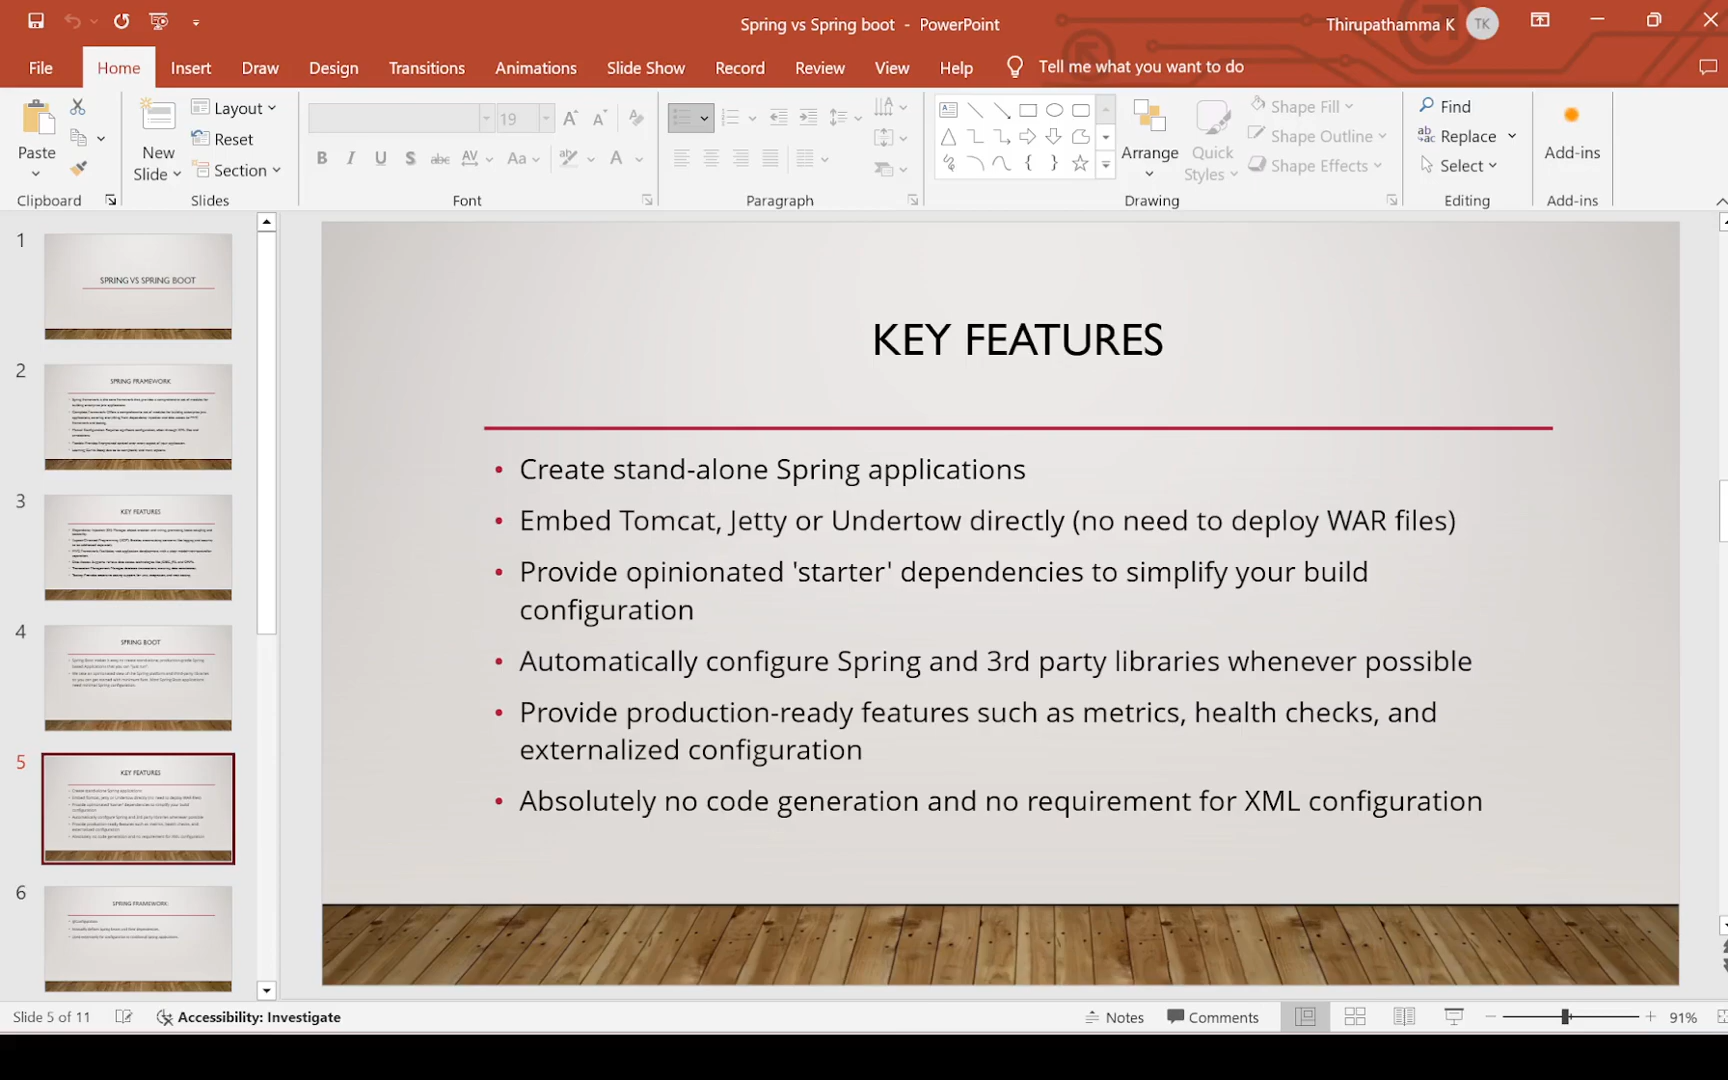 Spring vs Spring boot - PowerPoint
Thirupathamma K
TK
File
Home
Insert
Draw
Design
Transitions
Animations
Slide Show
Record
Review
View
Help
Tell me what you want to do
Paste
New
Slide
Layout
Reset
Section
19
B I U S abc AV Aa A
Arrange
Quick
Styles
Shape Fill
Shape Outline
Shape Effects
Find
Replace
Select
Add-ins
Clipboard
Slides
Font
Paragraph
Drawing
Editing
Add-ins
1
SPRING VS SPRING BOOT
2
SPRING FRAMEWORK
3
KEY FEATURES
4
SPRING BOOT
5
KEY FEATURES
6
SPRING FRAMEWORK
KEY FEATURES
• Create stand-alone Spring applications
• Embed Tomcat, Jetty or Undertow directly (no need to deploy WAR files)
• Provide opinionated 'starter' dependencies to simplify your build
configuration
• Automatically configure Spring and 3rd party libraries whenever possible
• Provide production-ready features such as metrics, health checks, and
externalized configuration
• Absolutely no code generation and no requirement for XML configuration
Slide 5 of 11
Accessibility: Investigate
Notes
Comments
91%